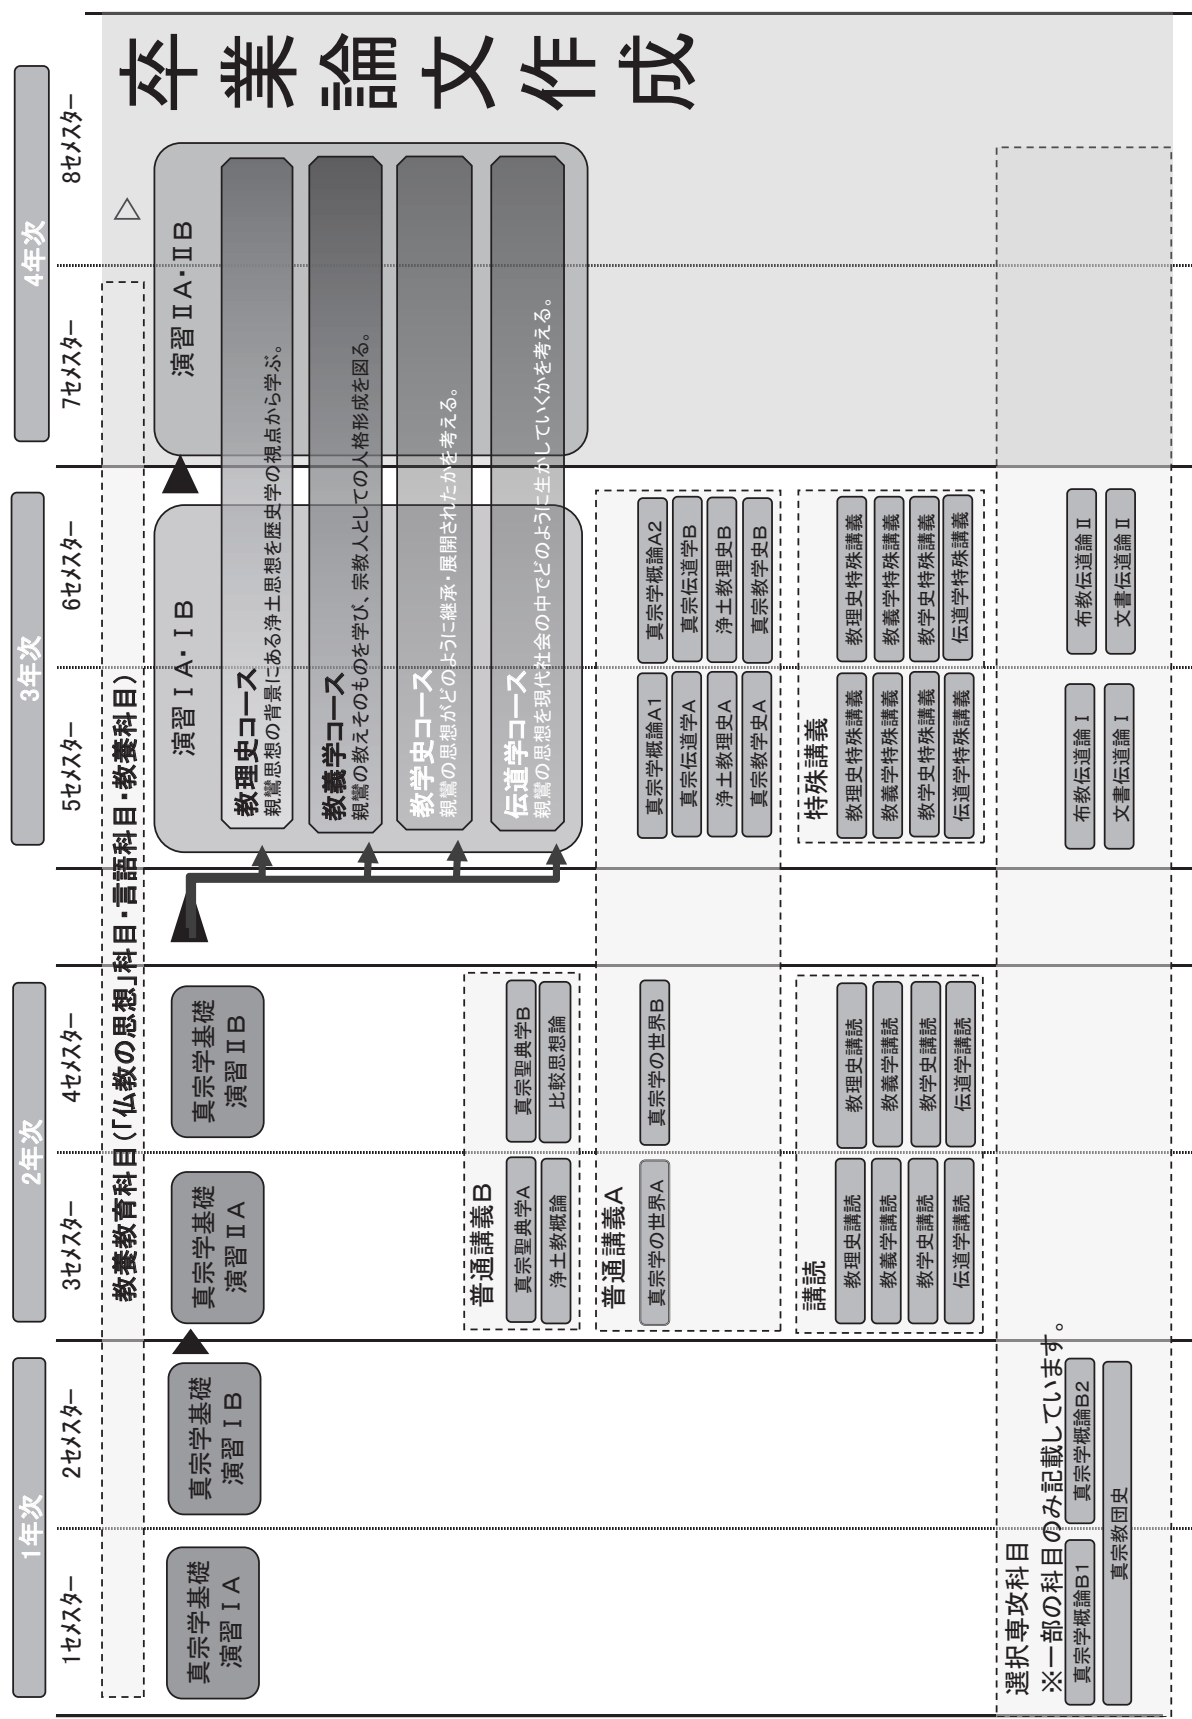 1年次
2年次
3年次
4年次
1セメスター
2セメスター
3セメスター
4セメスター
5セメスター
6セメスター
7セメスター
8セメスター
教養教育科目(「仏教の思想」科目・言語科目・教養科目)
真宗学基礎
演習ⅠA
真宗学基礎
演習ⅠB
真宗学基礎
演習ⅡA
真宗学基礎
演習ⅡB
演習ⅠA・ⅠB
演習ⅡA・ⅡB
卒業論文作成
教理史コース
親鸞思想の背景にある浄土思想を歴史学の視点から学ぶ。
教義学コース
親鸞の教えそのものを学び、宗教人としての人格形成を図る。
教学史コース
親鸞の思想がどのように継承・展開されたかを考える。
伝道学コース
親鸞の思想を現代社会の中でどのように生かしていくかを考える。
普通講義B
真宗聖典学A
真宗聖典学B
浄土教概論
比較思想論
普通講義A
真宗学の世界A
真宗学の世界B
真宗学概論A1
真宗学概論A2
真宗伝道学A
真宗伝道学B
浄土教理史A
浄土教理史B
真宗教学史A
真宗教学史B
講読
教理史講読
教理史講読
教義学講読
教義学講読
教学史講読
教学史講読
伝道学講読
伝道学講読
特殊講義
教理史特殊講義
教理史特殊講義
教義学特殊講義
教義学特殊講義
教学史特殊講義
教学史特殊講義
伝道学特殊講義
伝道学特殊講義
選択専攻科目
※一部の科目のみ記載しています。
真宗学概論B1
真宗学概論B2
真宗教団史
布教伝道論Ⅰ
布教伝道論Ⅱ
文書伝道論Ⅰ
文書伝道論Ⅱ